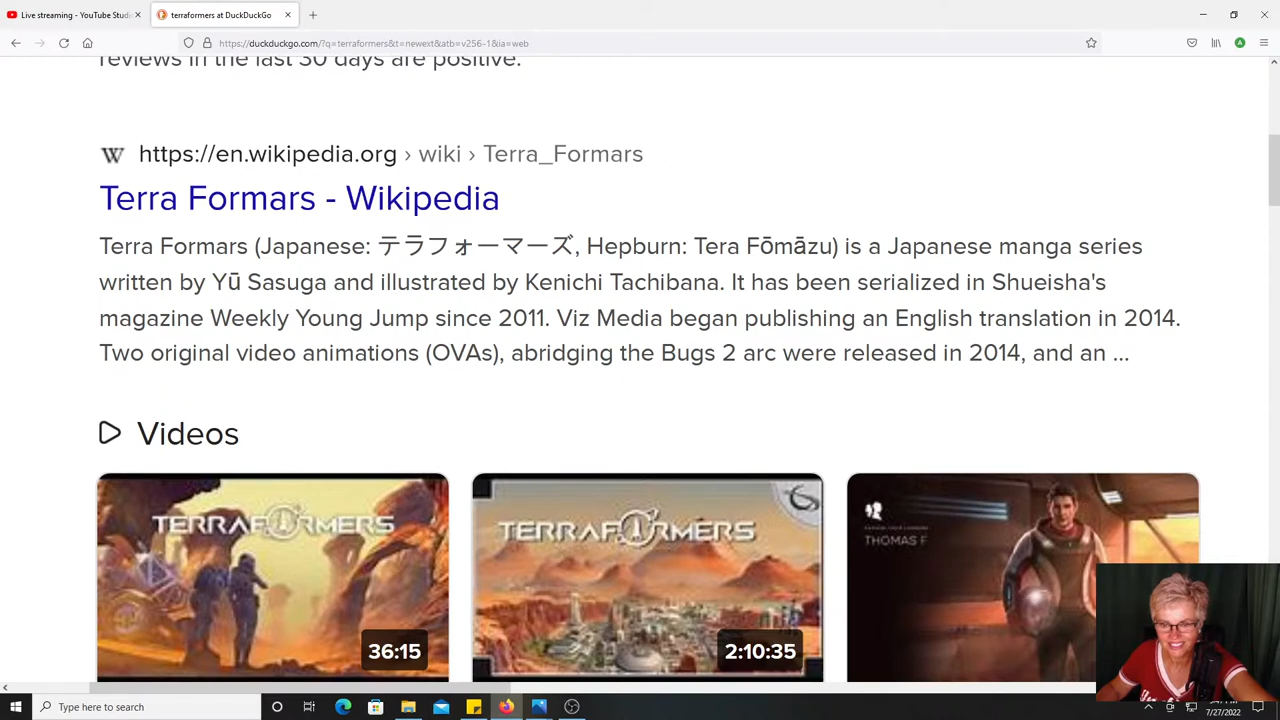 Live streaming - YouTube Studi
terraformers at DuckDuckGo
https://duckduckgo.com/?q=terraformers&t=newext&atb=v256-1&ia=web
reviews in the last 30 days are positive.
https://en.wikipedia.org › wiki › Terra_Formars
Terra Formars - Wikipedia
Terra Formars (Japanese: テラフォーマーズ, Hepburn: Tera Fōmāzu) is a Japanese manga series
written by Yū Sasuga and illustrated by Kenichi Tachibana. It has been serialized in Shueisha's
magazine Weekly Young Jump since 2011. Viz Media began publishing an English translation in 2014.
Two original video animations (OVAs), abridging the Bugs 2 arc were released in 2014, and an ...
Videos
TERRAFORMERS
36:15
TERRAFORMERS
2:10:35
THOMAS F
Type here to search
7/27/2022